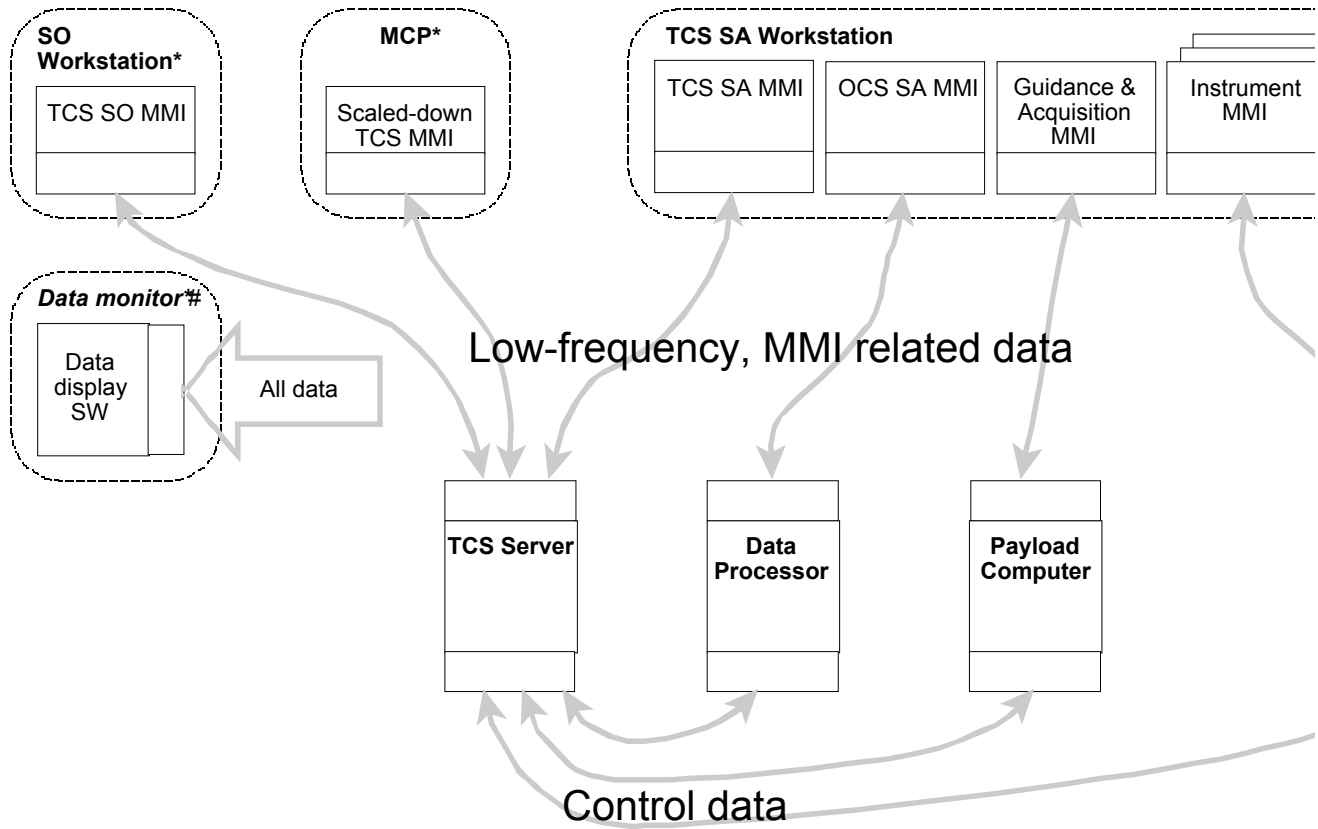 SO
Workstation*
TCS SO MMI
MCP*
Scaled-down
TCS MMI
TCS SA Workstation
TCS SA MMI
OCS SA MMI
Guidance &
Acquisition
MMI
Instrument
MMI
Data monitor*#
Data
display
SW
All data
Low-frequency, MMI related data
TCS Server
Data
Processor
Payload
Computer
Control data